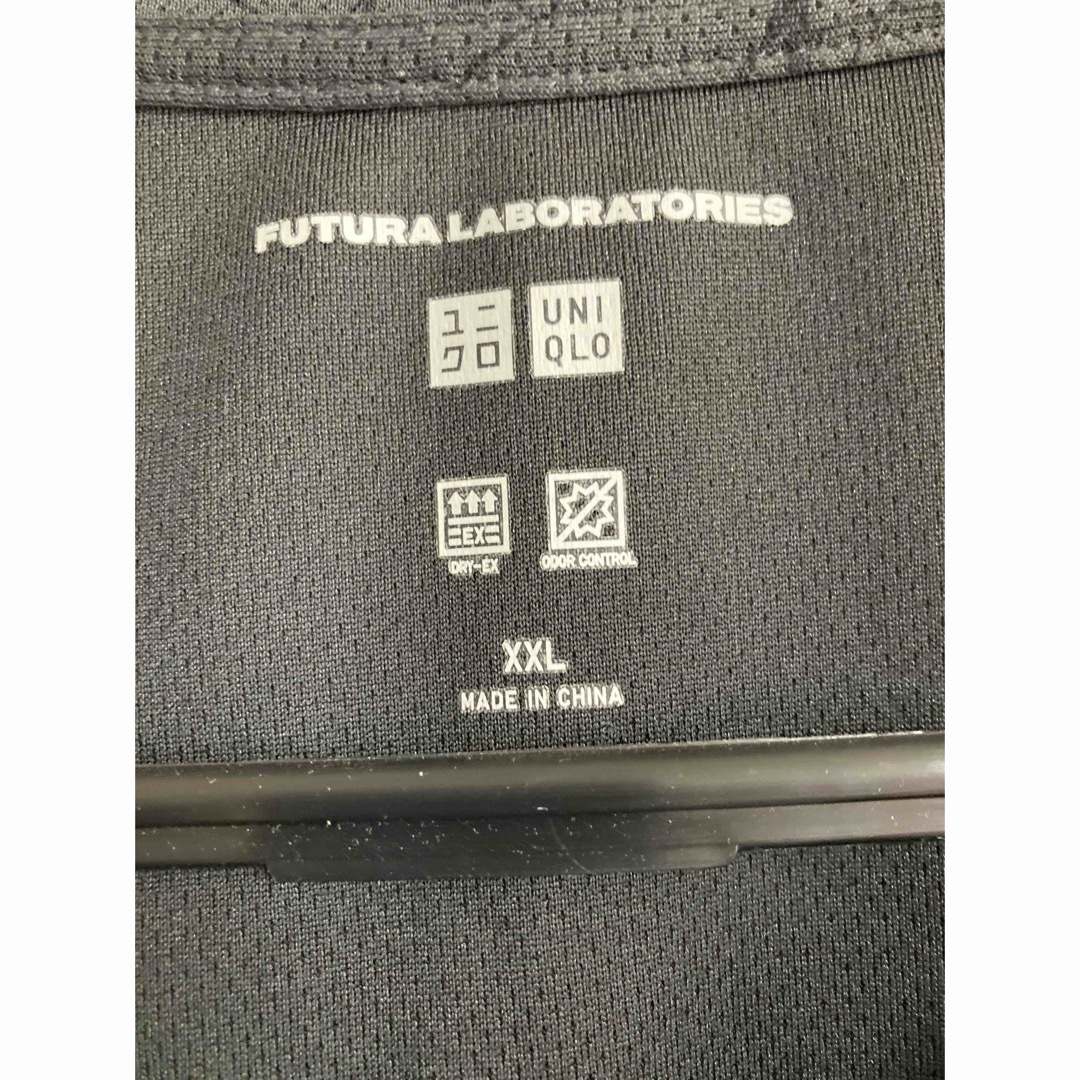 FUTURA LABORATORIES
ユニ UNI
クロ QLO
EX
DRY-EX ODOR CONTROL
XXL
MADE IN CHINA